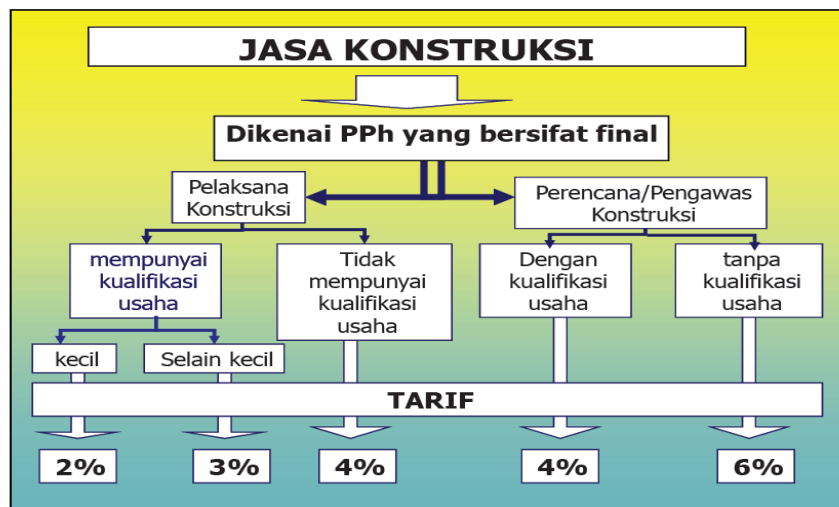 JASA KONSTRUKSI
Dikenai PPh yang bersifat final
Pelaksana
Konstruksi
Perencana/Pengawas
Konstruksi
mempunyai
kualifikasi
usaha
Tidak
mempunyai
kualifikasi
usaha
Dengan
kualifikasi
usaha
tanpa
kualifikasi
usaha
kecil
Selain kecil
TARIF
2%
3%
4%
4%
6%